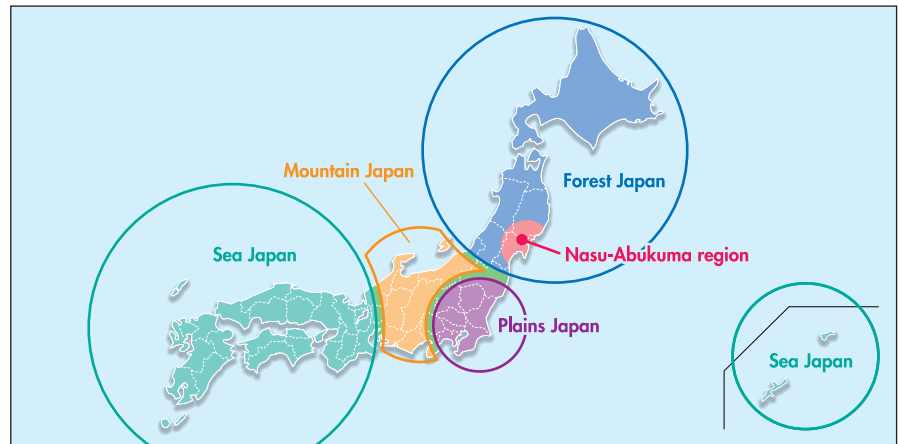 Mountain Japan
Forest Japan
Sea Japan
Nasu-Abukuma region
Plains Japan
Sea Japan